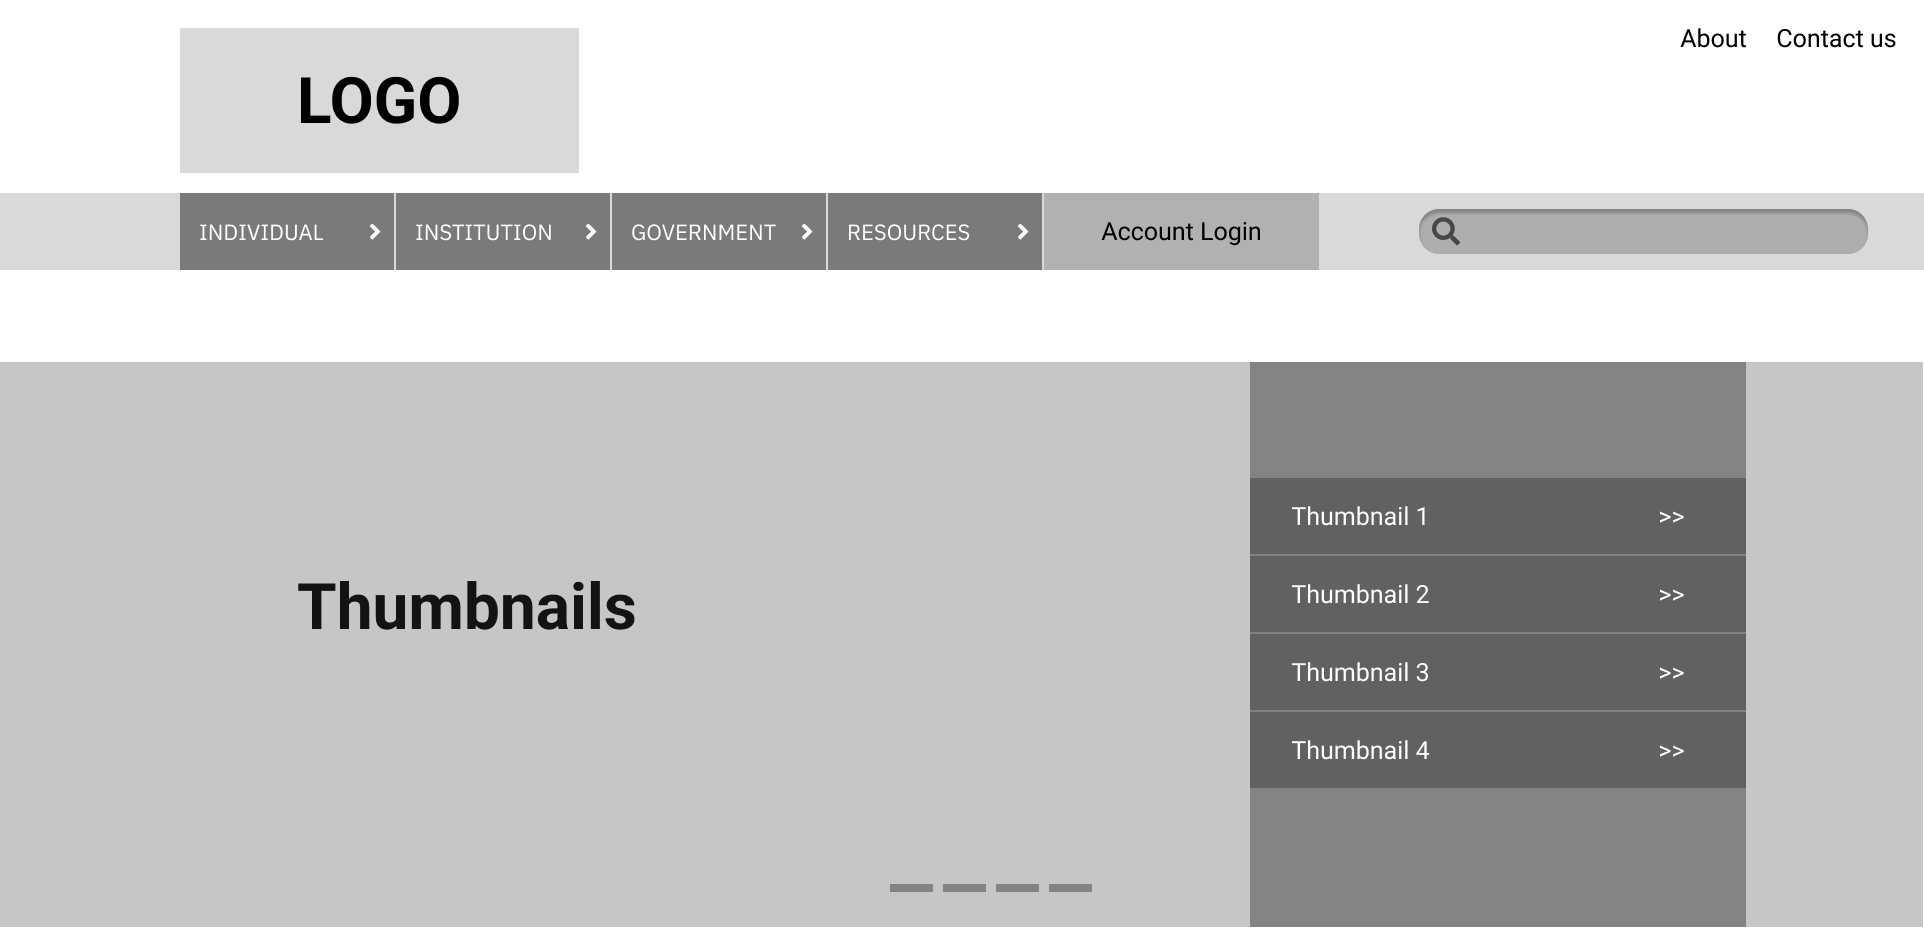 About Contact us
LOGO
INDIVIDUAL INSTITUTION GOVERNMENT RESOURCES Account Login
Thumbnails
Thumbnail 1 >>
Thumbnail 2 >>
Thumbnail 3 >>
Thumbnail 4 >>